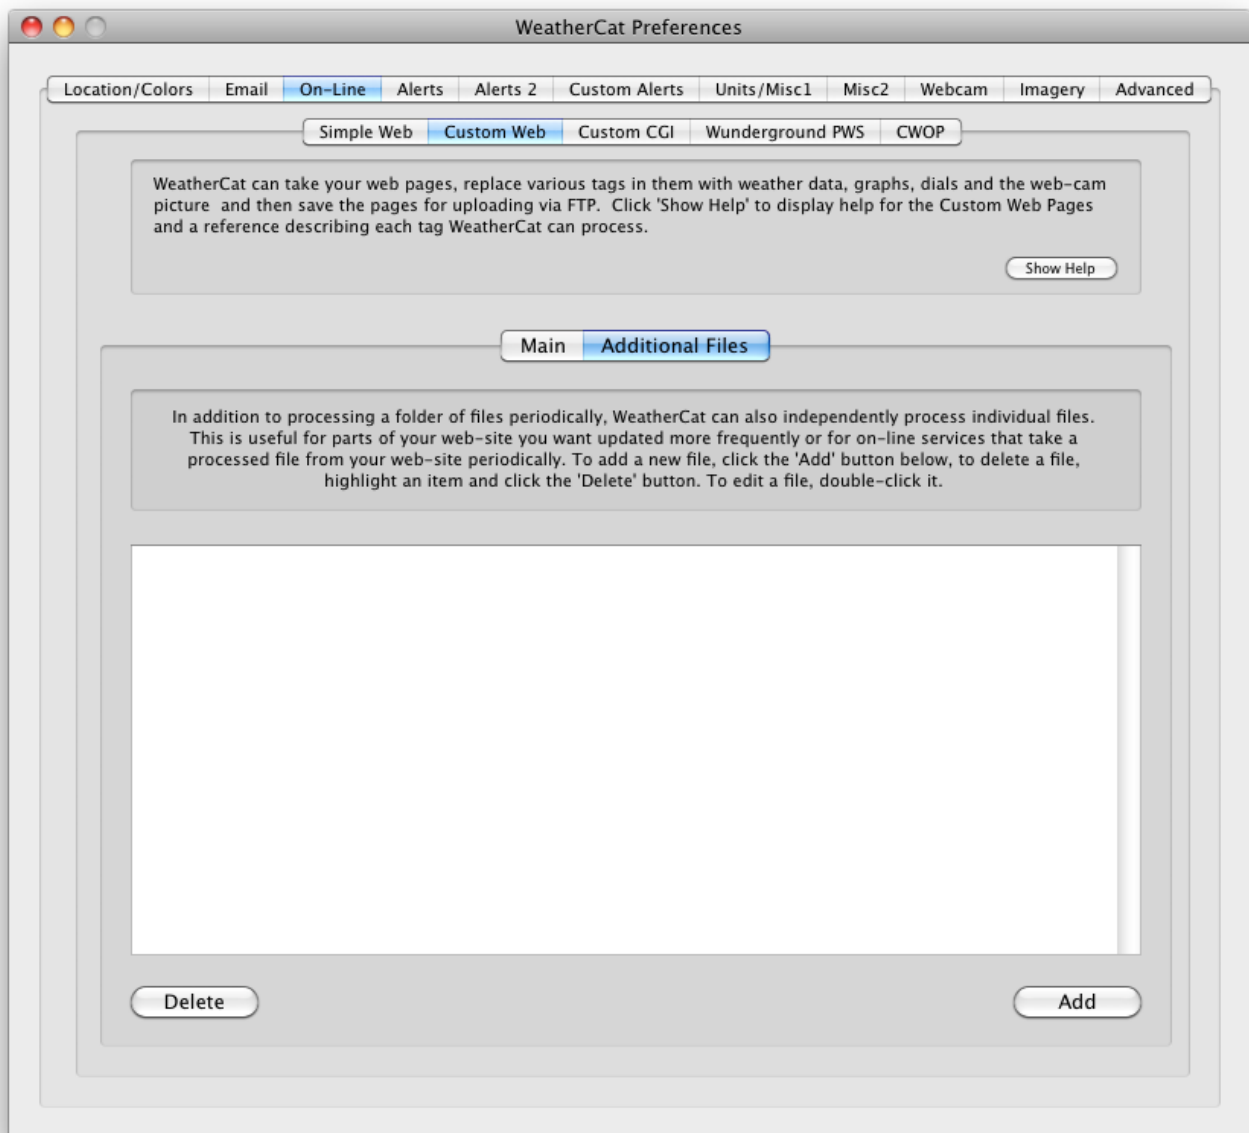 WeatherCat Preferences
Location/Colors Email On-Line Alerts Alerts 2 Custom Alerts Units/Misc1 Misc2 Webcam Imagery Advanced
Simple Web Custom Web Custom CGI Wunderground PWS CWOP
WeatherCat can take your web pages, replace various tags in them with weather data, graphs, dials and the web-cam
picture and then save the pages for uploading via FTP. Click 'Show Help' to display help for the Custom Web Pages
and a reference describing each tag WeatherCat can process.
Show Help
Main Additional Files
In addition to processing a folder of files periodically, WeatherCat can also independently process individual files.
This is useful for parts of your web-site you want updated more frequently or for on-line services that take a
processed file from your web-site periodically. To add a new file, click the 'Add' button below, to delete a file,
highlight an item and click the 'Delete' button. To edit a file, double-click it.
Delete Add